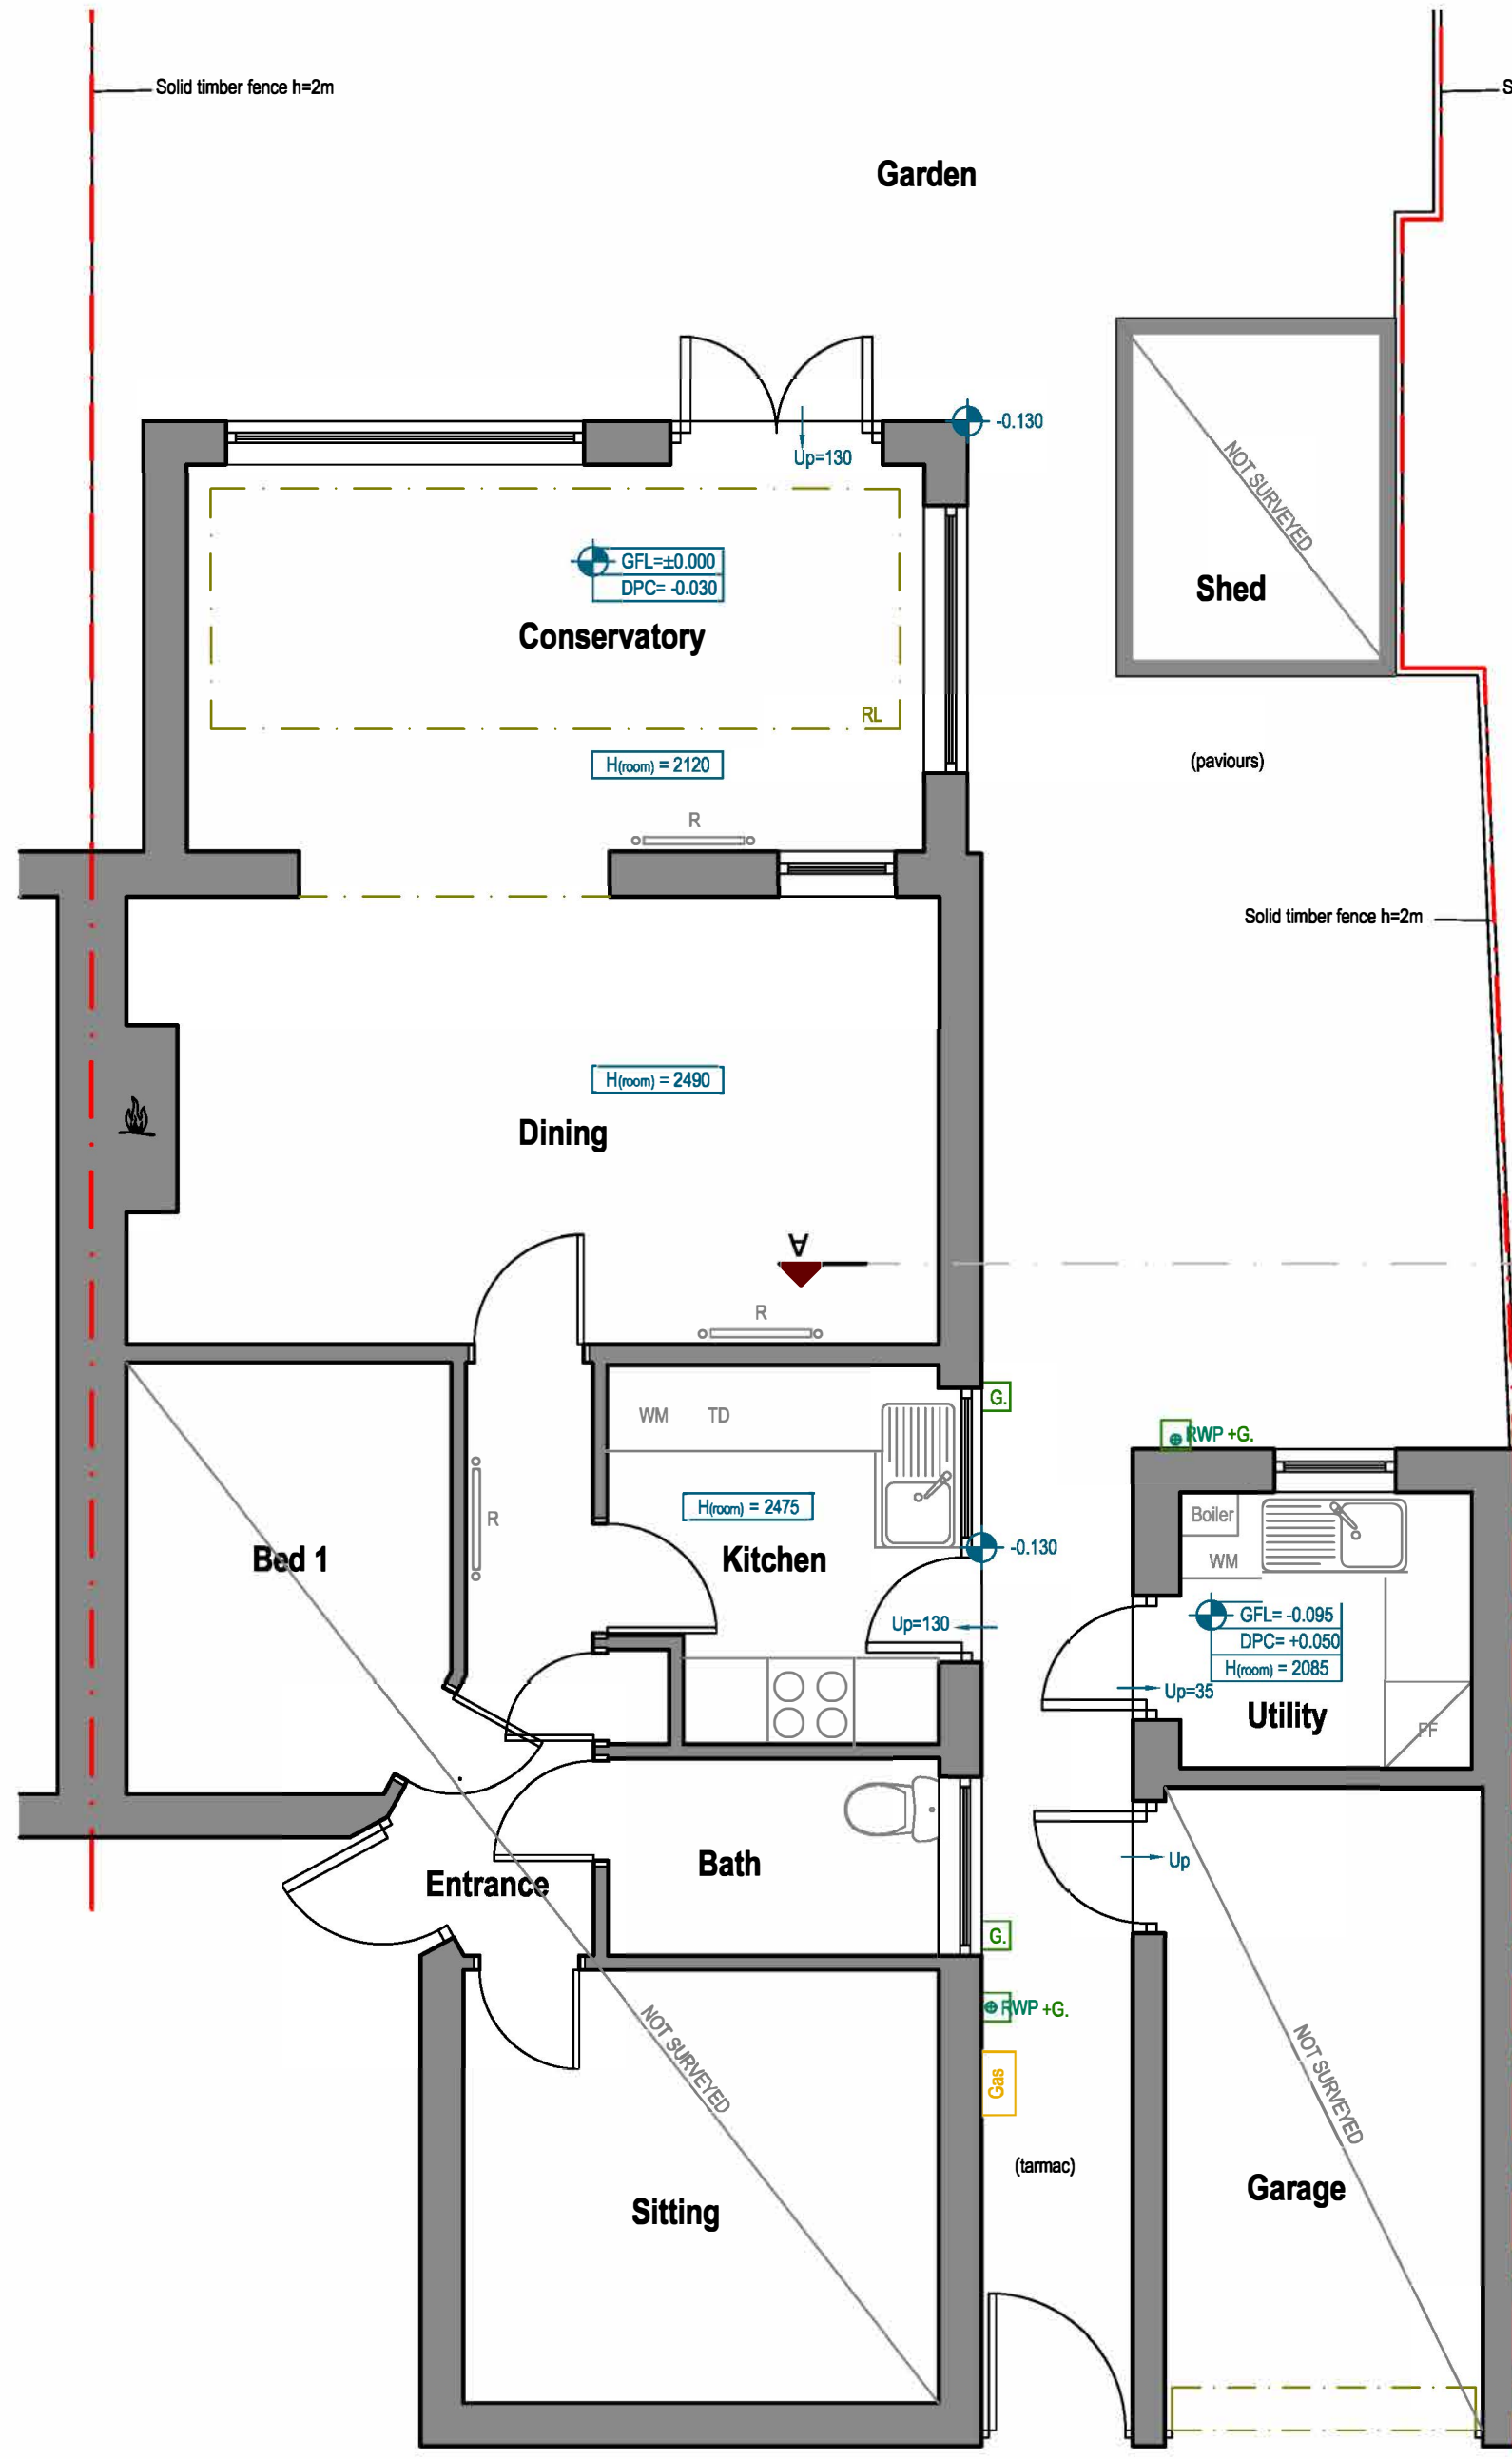 Solid timber fence h=2m
S
Garden
-0.130
Up=130
GFL=±0.000
DPC= -0.030
Conservatory
NOT SURVEYED
Shed
RL
H(room) = 2120
(paviours)
R
Solid timber fence h=2m
H(room) = 2490
Dining
A
R
G.
WM TD
RWP +G.
H(room) = 2475
R
Boiler
Bed 1
Kitchen
-0.130
WM
Up=130
GFL= -0.095
DPC= +0.050
H(room) = 2085
Up=35
Utility
FF
Bath
Up
Entrance
G.
RWP +G.
NOT SURVEYED
Gas
NOT SURVEYED
(tarmac)
Garage
Sitting